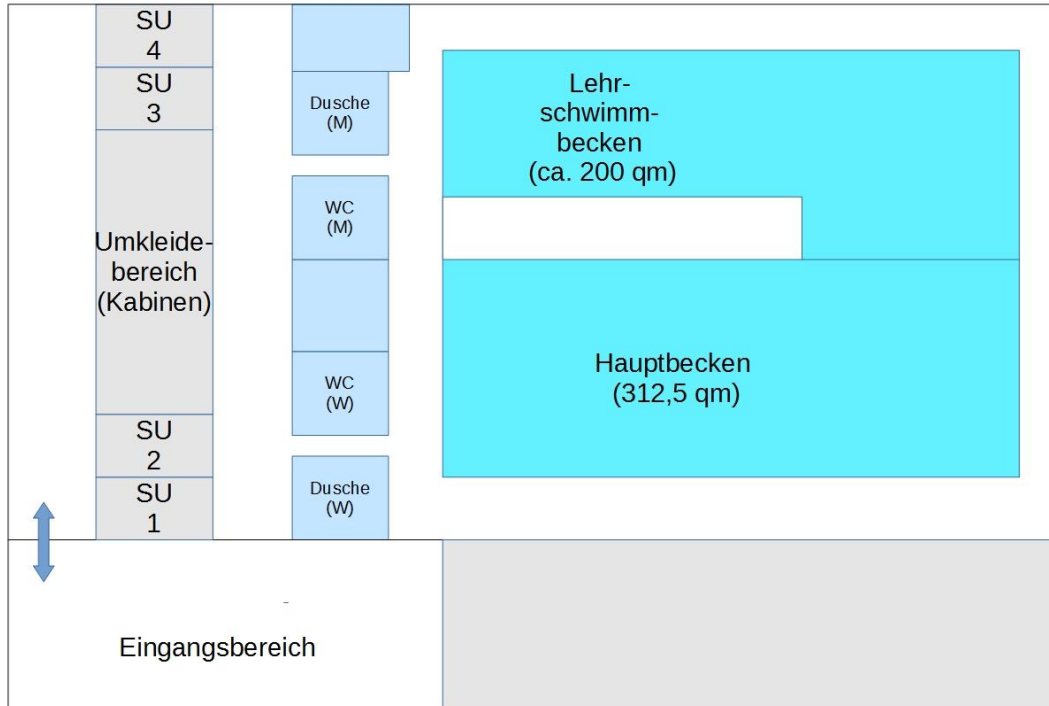 SU
4
SU
3
Umkleide-
bereich
(Kabinen)
SU
2
SU
1
Dusche
(M)
WC
(M)
WC
(W)
Dusche
(W)
Lehr-
schwimm-
becken
(ca. 200 qm)
Hauptbecken
(312,5 qm)
-
Eingangsbereich